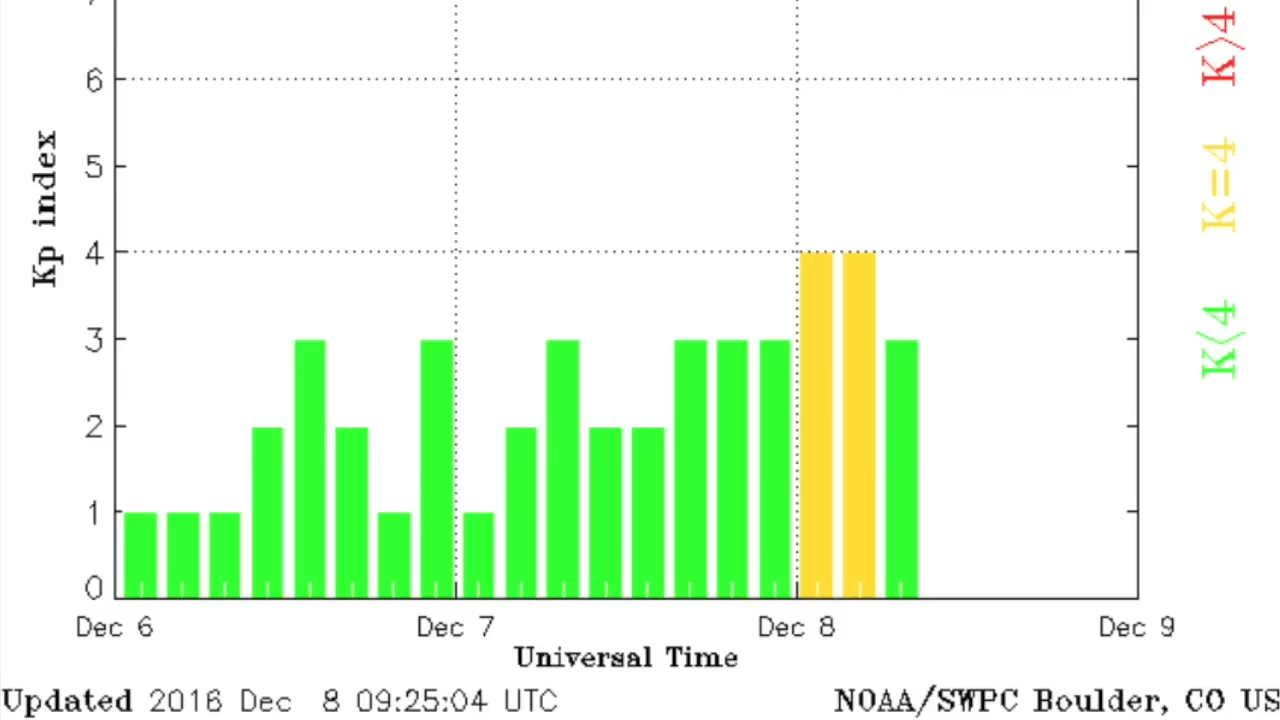 7
6
5
4
3
2
1
0
Kp index
Dec 6
Dec 7
Dec 8
Dec 9
Universal Time
Updated 2016 Dec 8 09:25:04 UTC
NOAA/SWPC Boulder, CO US
K<4
K=4
K>4